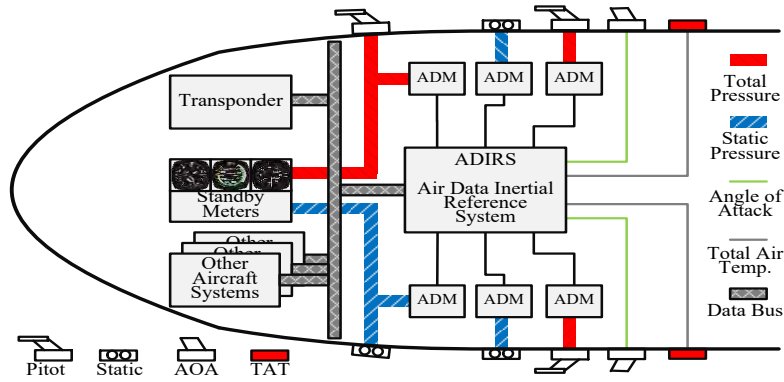 Transponder
ADM
ADM
ADM
Total
Pressure
Static
Pressure
ADIRS
Air Data Inertial
Reference
System
Standby
Meters
Angle of
Attack
Other
Other
Other
Aircraft
Systems
Total Air
Temp.
ADM
ADM
ADM
Data Bus
Pitot
Static
AOA
TAT